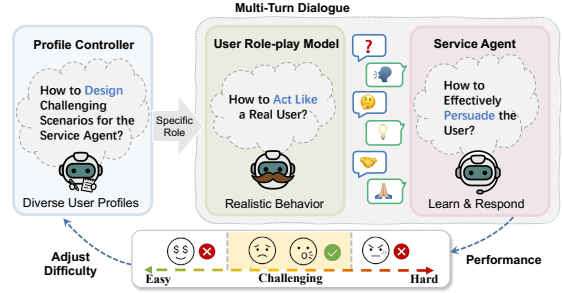 Multi-Turn Dialogue
Profile Controller
How to Design
Challenging
Scenarios for the
Service Agent?
Diverse User Profiles
Specific
Role
User Role-play Model
How to Act Like
a Real User?
Realistic Behavior
?
Service Agent
How to
Effectively
Persuade the
User?
Learn & Respond
Adjust
Difficulty
$ $
Easy
Challenging
Hard
Performance